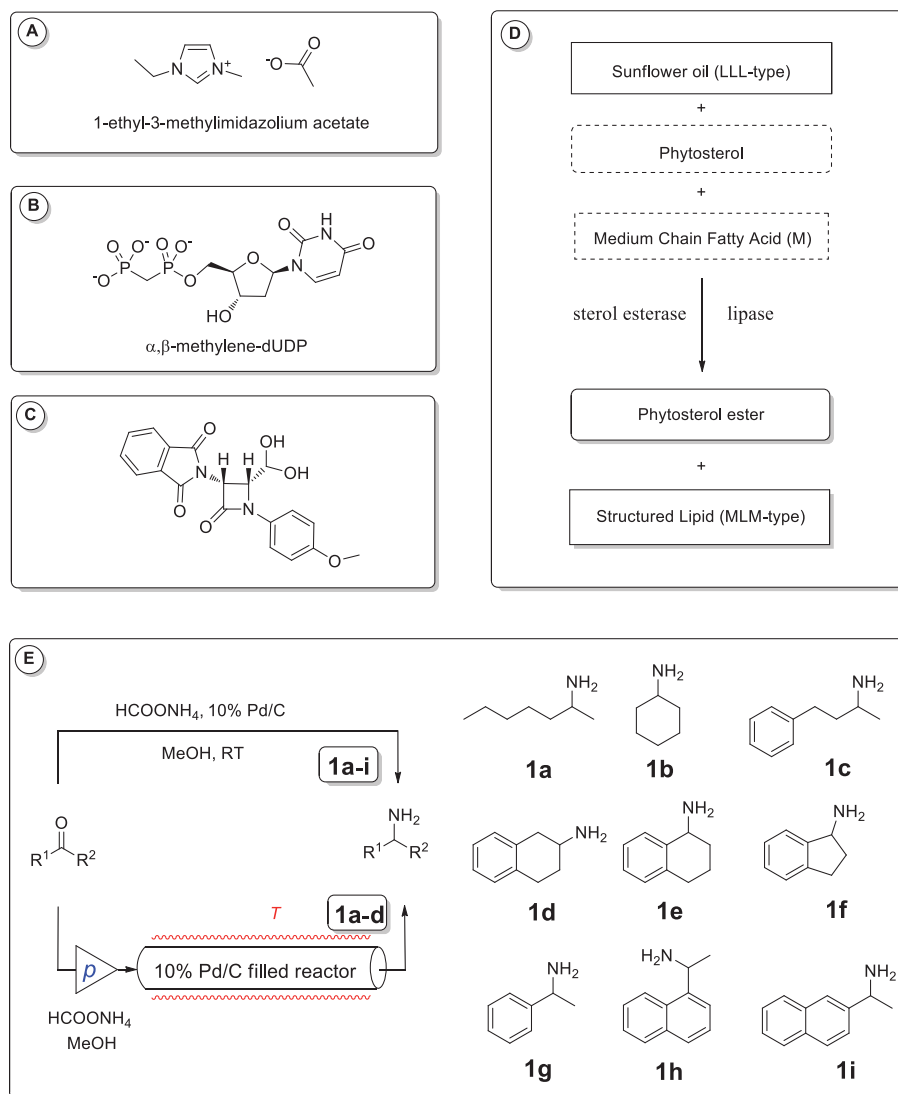 A
N
N
+
-O
O
1-ethyl-3-methylimidazolium acetate
B
O
O-
O
O-
-O
P
P
O
O
HO
O
N
NH
O
α,β-methylene-dUDP
C
O
N
O
H
H
OH
OH
O
N
O
D
Sunflower oil (LLL-type)
+
Phytosterol
+
Medium Chain Fatty Acid (M)
sterol esterase lipase
Phytosterol ester
+
Structured Lipid (MLM-type)
E
HCOONH4, 10% Pd/C
MeOH, RT
1a-i
O
R1 R2
NH2
R1 R2
T
1a-d
p
10% Pd/C filled reactor
HCOONH4
MeOH
NH2
1a
NH2
1b
NH2
1c
NH2
1d
NH2
1e
NH2
1f
NH2
1g
H2N
1h
NH2
1i